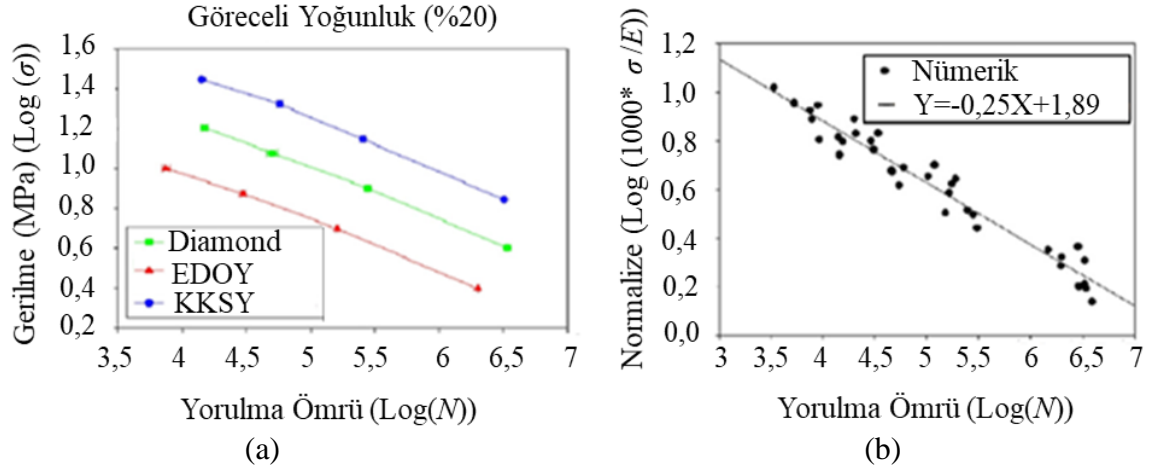 Göreceli Yoğunluk (%20)
Gerilme (MPa) (Log (σ))
1,6
1,4
1,2
1,0
0,8
0,6
0,4
0,2
Diamond
EDOY
KKSY
3,5 4 4,5 5 5,5 6 6,5 7
Yorulma Ömrü (Log(N))
(a)
Normalize (Log (1000* σ/E))
1,2
1,0
0,8
0,6
0,4
0,2
0,0
Nümerik
Y=-0,25X+1,89
3 3,5 4 4,5 5 5,5 6 6,5 7
Yorulma Ömrü (Log(N))
(b)